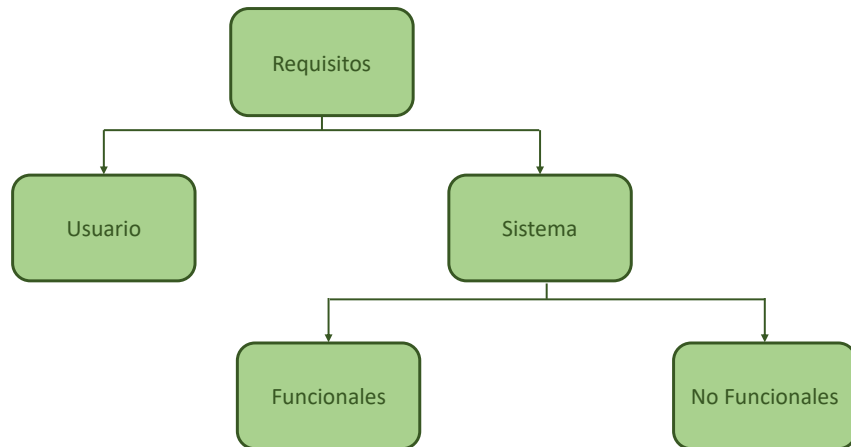 Requisitos
Usuario
Sistema
Funcionales
No Funcionales